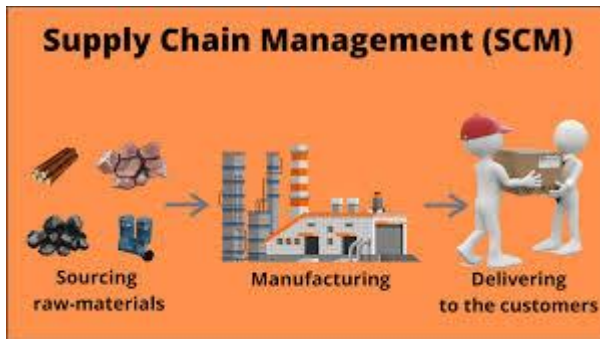 Supply Chain Management (SCM)
Sourcing
raw-materials
Manufacturing
Delivering
to the customers